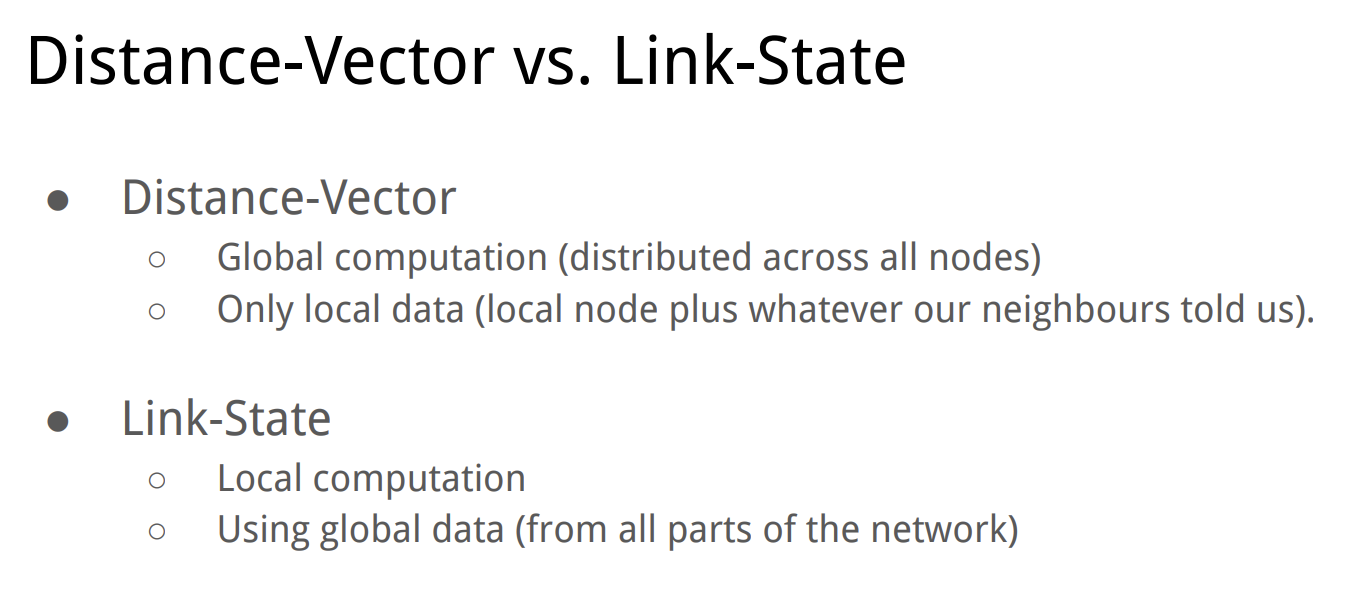 Distance-Vector vs. Link-State
● Distance-Vector
○ Global computation (distributed across all nodes)
○ Only local data (local node plus whatever our neighbours told us).
● Link-State
○ Local computation
○ Using global data (from all parts of the network)